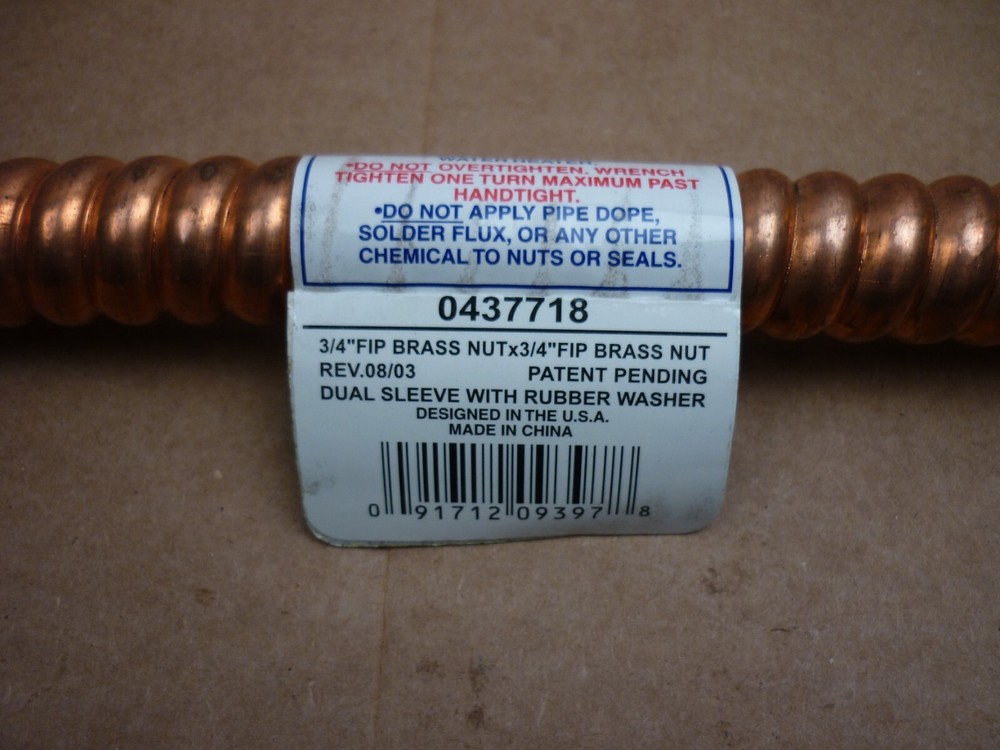 WATER HEATER.
•DO NOT OVERTIGHTEN. WRENCH
TIGHTEN ONE TURN MAXIMUM PAST
HANDTIGHT.
•DO NOT APPLY PIPE DOPE,
SOLDER FLUX, OR ANY OTHER
CHEMICAL TO NUTS OR SEALS.
0437718
3/4"FIP BRASS NUTx3/4"FIP BRASS NUT
REV.08/03 PATENT PENDING
DUAL SLEEVE WITH RUBBER WASHER
DESIGNED IN THE U.S.A.
MADE IN CHINA
0 91712 09397 8